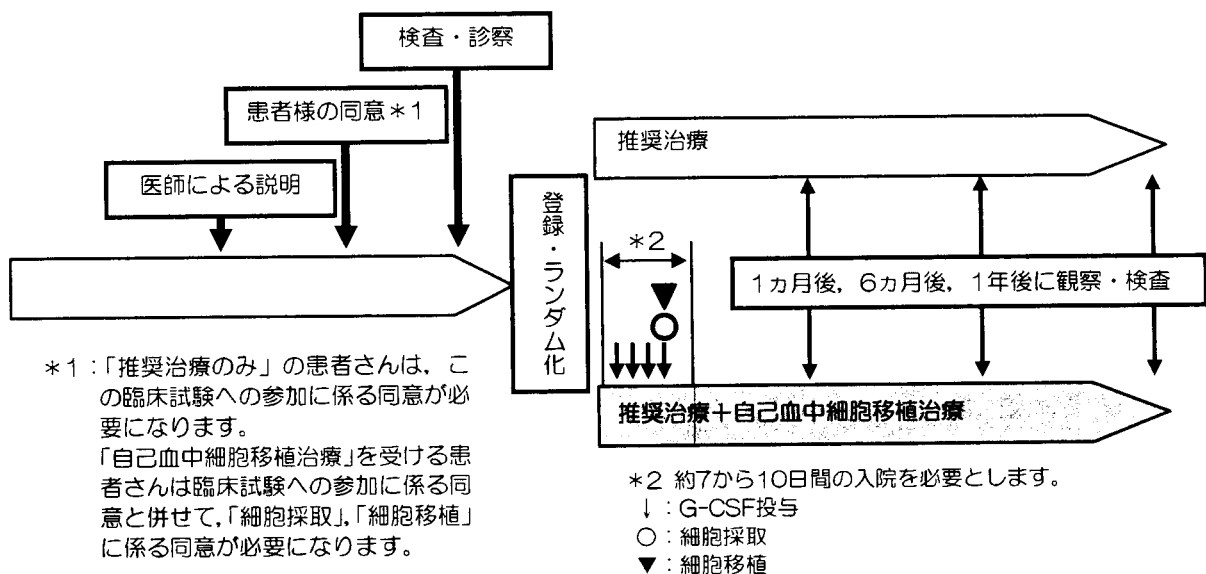 検査・診察
患者様の同意＊1
医師による説明
登録・ランダム化
推奨治療
＊2
1ヵ月後，6ヵ月後，1年後に観察・検査
推奨治療＋自己血中細胞移植治療
＊1：「推奨治療のみ」の患者さんは，こ
の臨床試験への参加に係る同意が必
要になります。
「自己血中細胞移植治療」を受ける患
者さんは臨床試験への参加に係る同
意と併せて，「細胞採取」，「細胞移植」
に係る同意が必要になります。
＊2 約7から10日間の入院を必要とします。
↓：G-CSF投与
○：細胞採取
▼：細胞移植